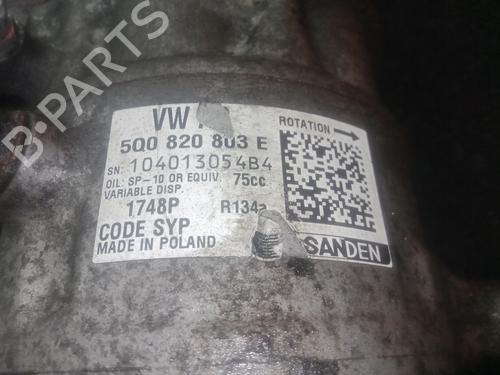 B-PARTS
VW
5Q0 820 803 E
SN: 104013054B4
OIL: SP-10 OR EQUIV. 75cc
VARIABLE DISP.
1748P R134a
CODE SYP
MADE IN POLAND
ROTATION
SANDEN